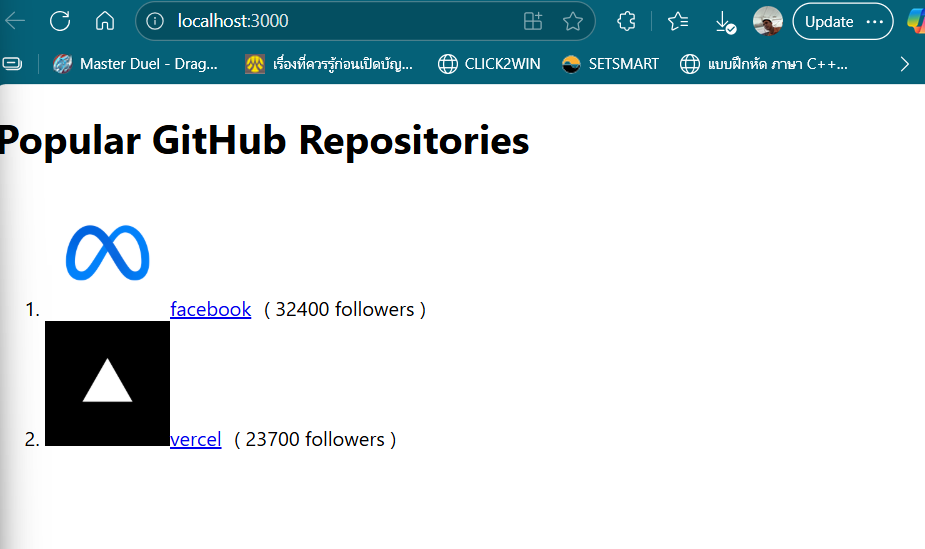 localhost:3000
Update
Master Duel - Drag... เรื่องที่ควรรู้ก่อนเปิดบัญ... CLICK2WIN SETSMART แบบฝึกหัด ภาษา C++...
Popular GitHub Repositories
1. facebook ( 32400 followers )
2. vercel ( 23700 followers )